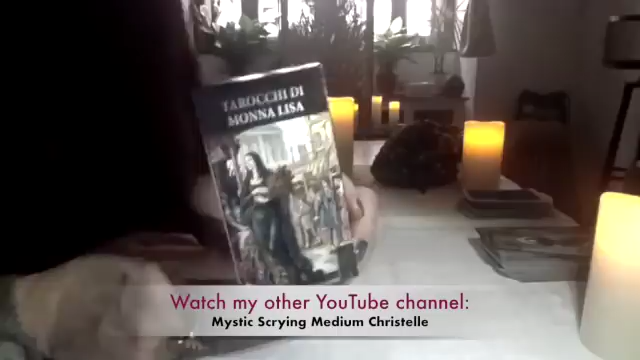 TAROCCHI DI
MONNA LISA
Watch my other YouTube channel:
Mystic Scrying Medium Christelle